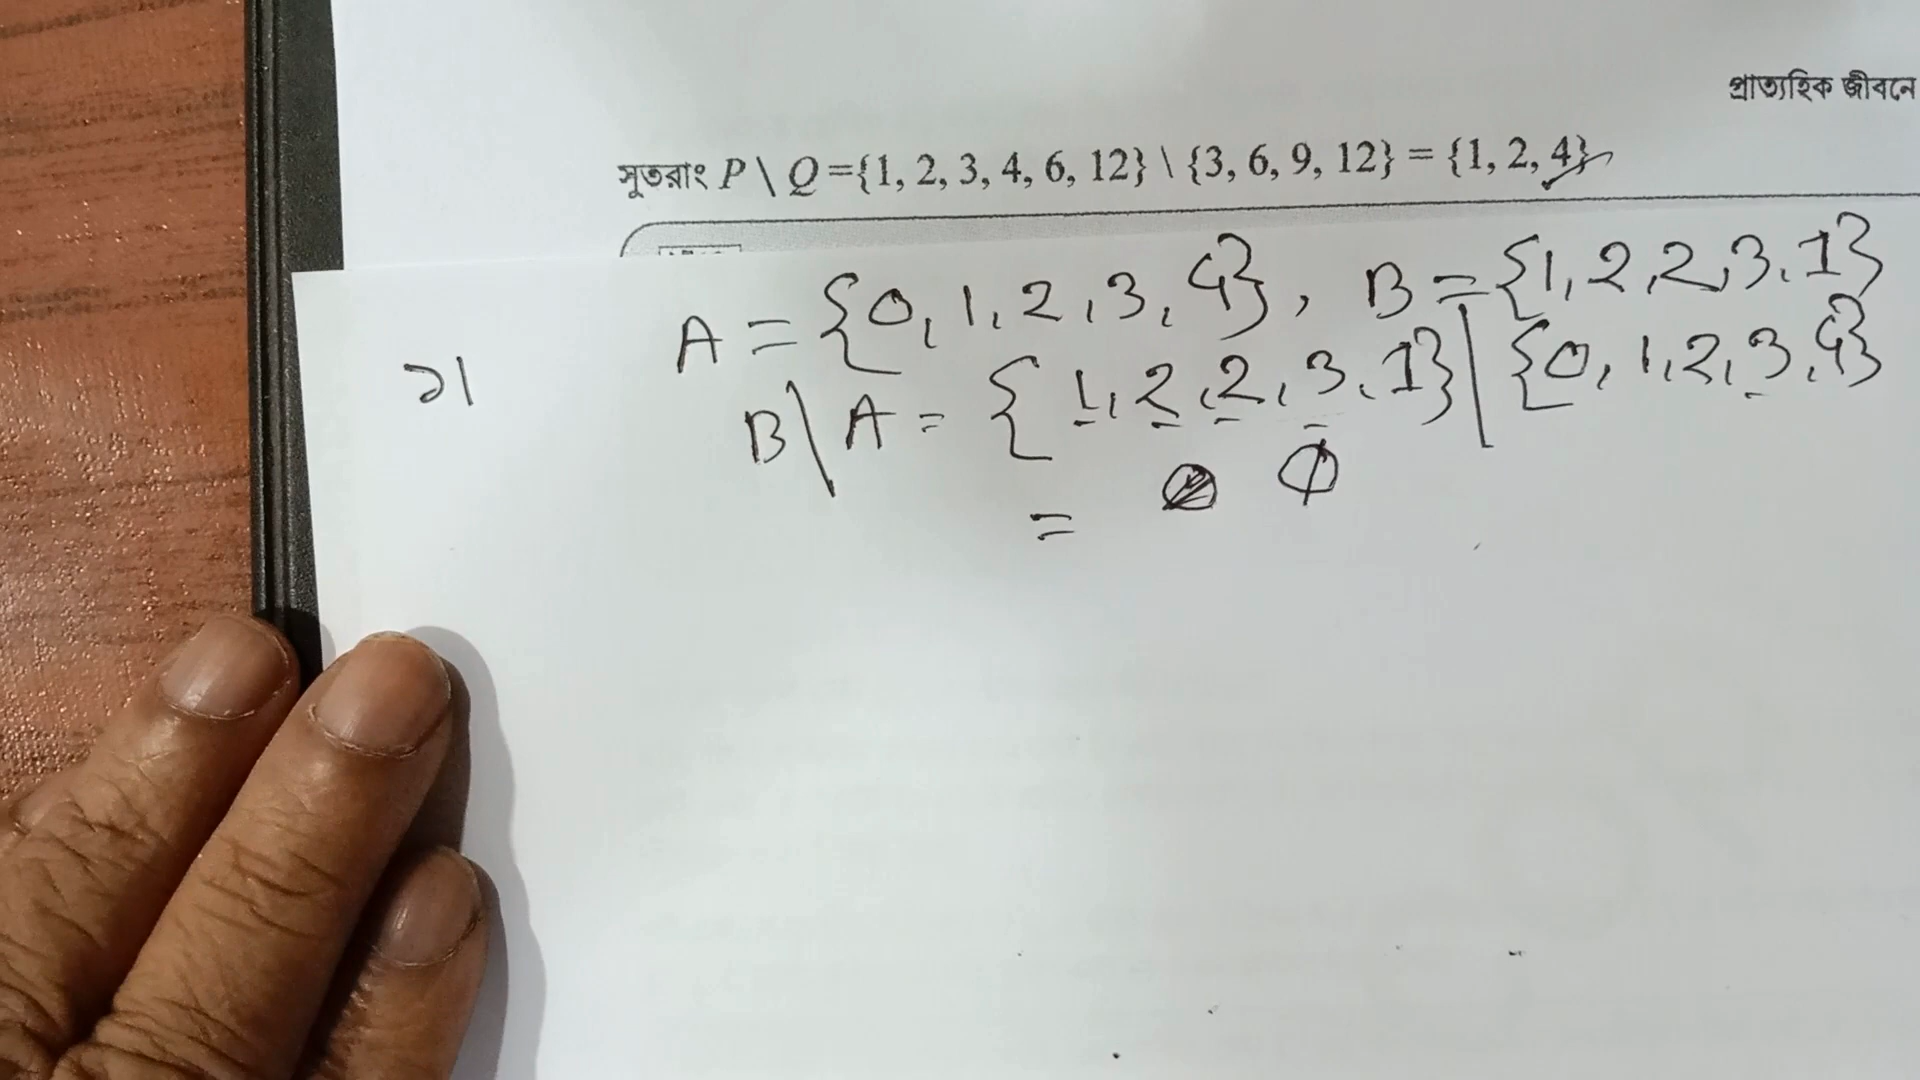 প্রাত্যহিক জীবনে
সুতরাং P \ Q ={1, 2, 3, 4, 6, 12} \ {3, 6, 9, 12} = {1, 2, 4}
A = {0, 1, 2, 3, 4}, B = {1, 2, 2, 3, 1}
১। B \ A = {1, 2, 2, 3, 1} \ {0, 1, 2, 3, 4}
= ϕ